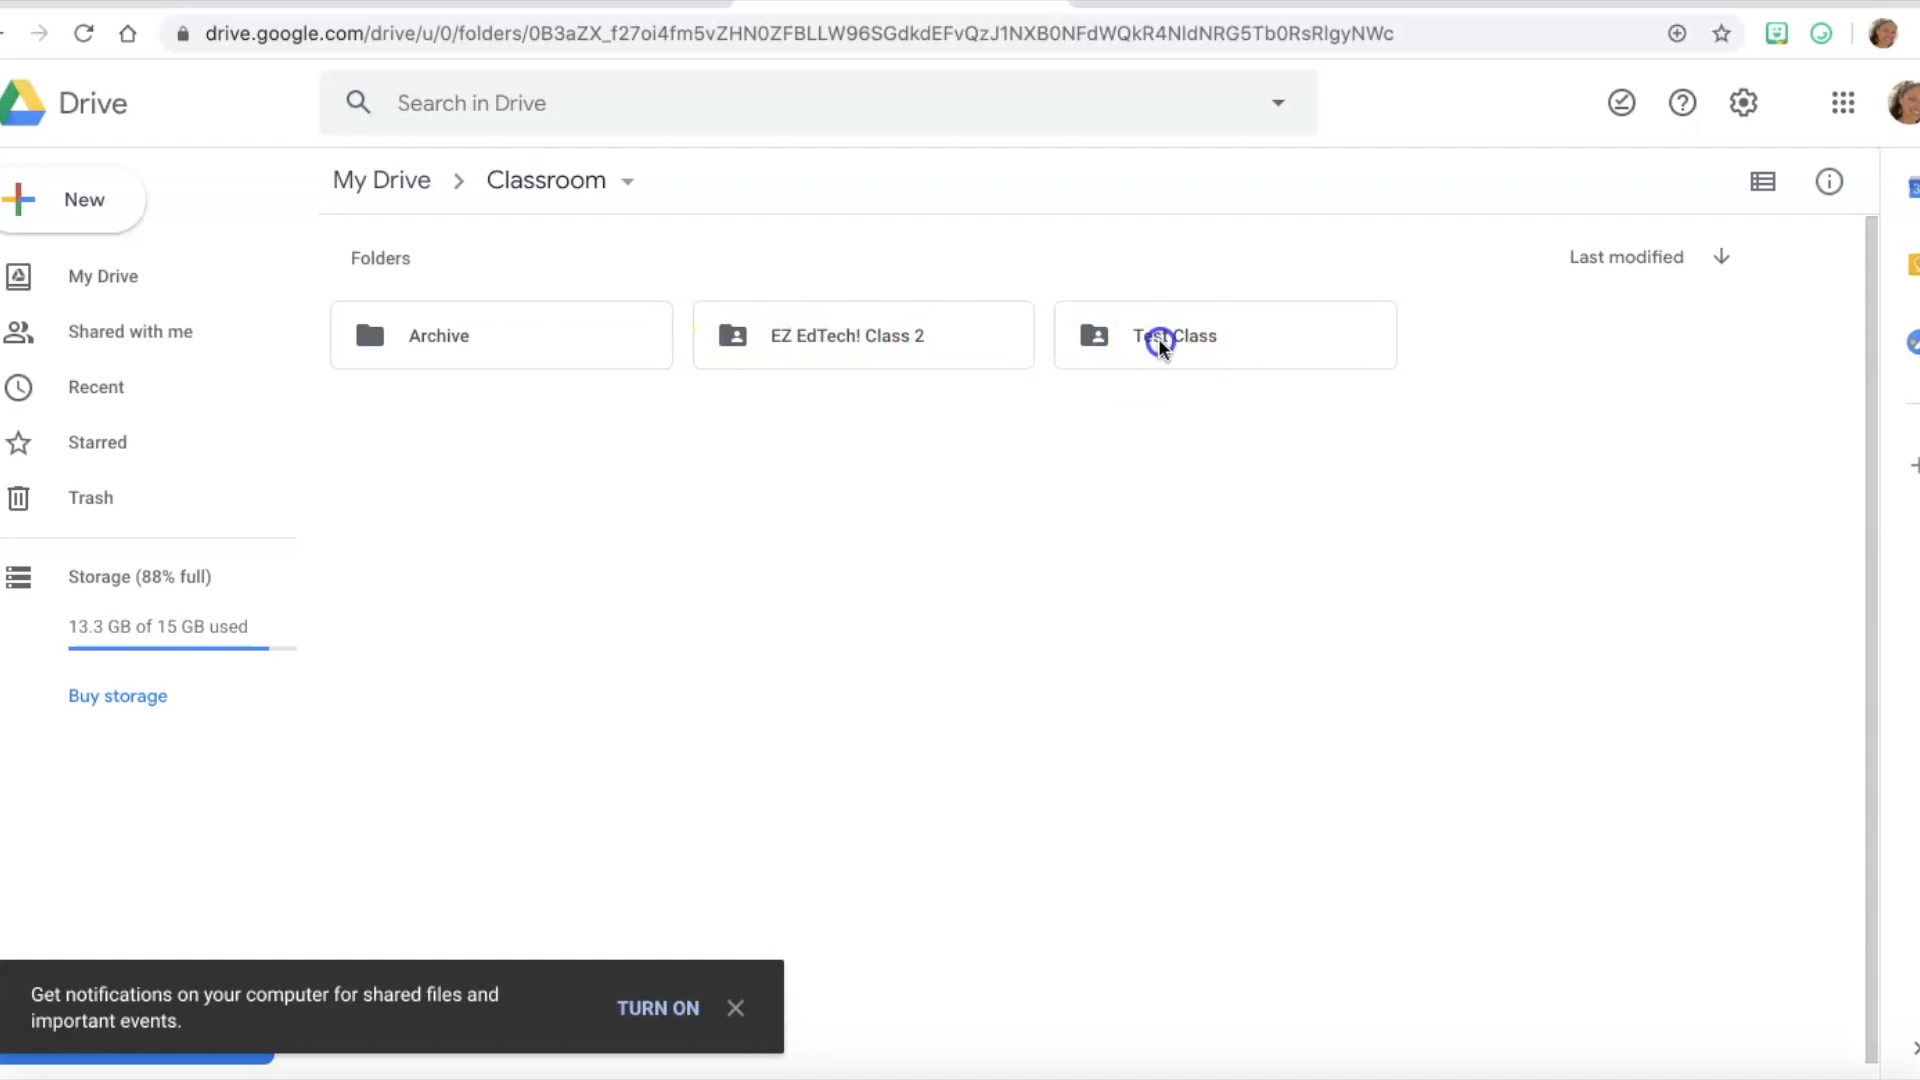 drive.google.com/drive/u/0/folders/0B3aZX_f27oi4fm5vZHN0ZFBLLW96SGdkdEFvQzJ1NXB0NFdWQkR4NldNRG5Tb0RsRlgyNWc
Drive
Search in Drive
New
My Drive
Classroom
Folders
Last modified
My Drive
Shared with me
Recent
Starred
Trash
Archive
EZ EdTech! Class 2
Test Class
Storage (88% full)
13.3 GB of 15 GB used
Buy storage
Get notifications on your computer for shared files and
important events.
TURN ON